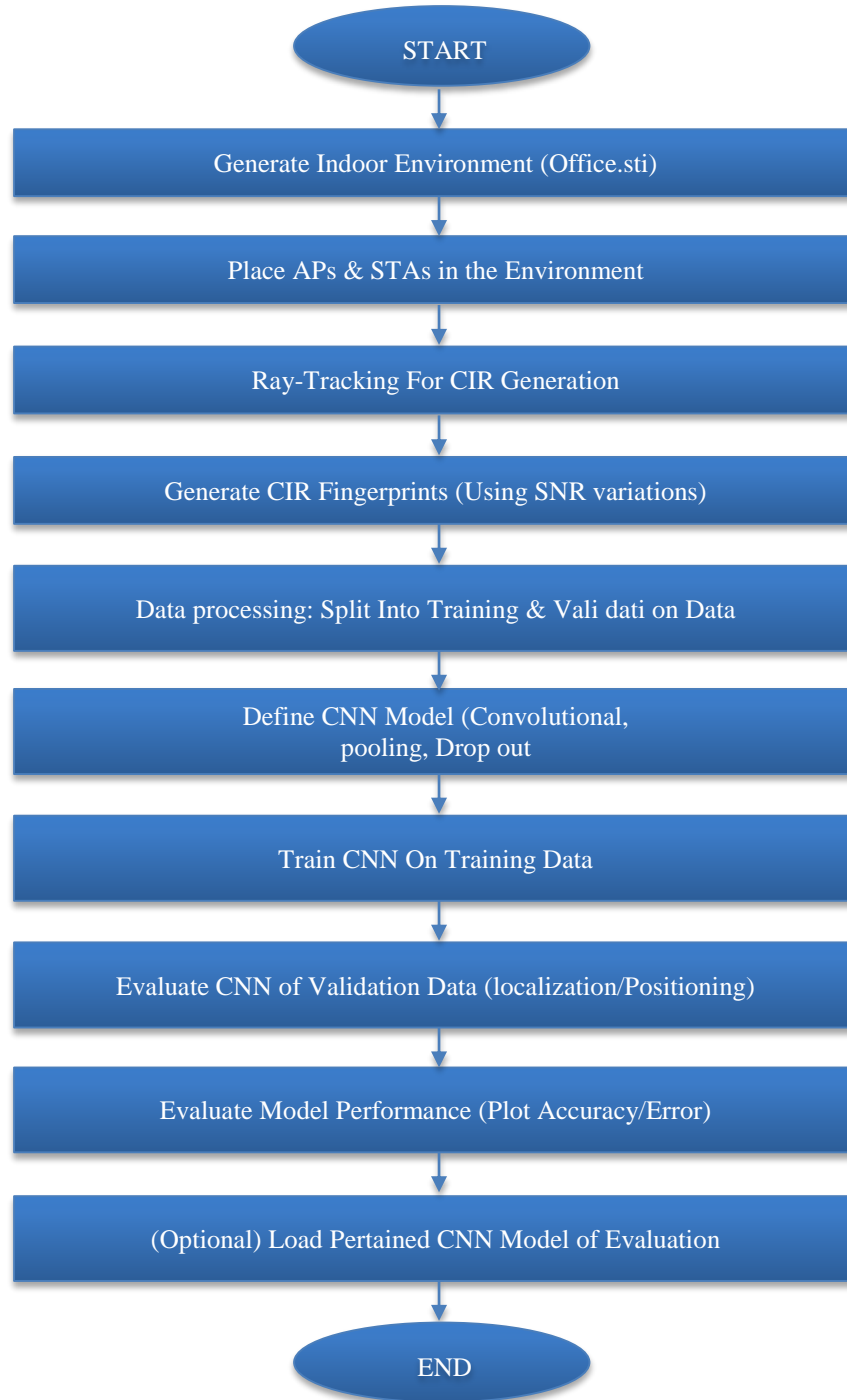 START
Generate Indoor Environment (Office.sti)
Place APs & STAs in the Environment
Ray-Tracking For CIR Generation
Generate CIR Fingerprints (Using SNR variations)
Data processing: Split Into Training & Vali dati on Data
Define CNN Model (Convolutional,
pooling, Drop out
Train CNN On Training Data
Evaluate CNN of Validation Data (localization/Positioning)
Evaluate Model Performance (Plot Accuracy/Error)
(Optional) Load Pertained CNN Model of Evaluation
END